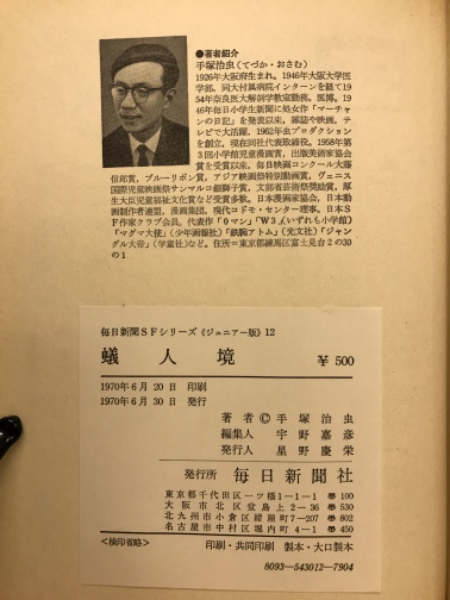 ●著者紹介
手塚治虫(てづか・おさむ)
1926年大阪府生まれ。1946年大阪大学医
学部、同大付属病院インターンを経て19
54年奈良医大解剖学教室勤務。医博。19
46年毎日小学生新聞に処女作「マーチャ
ンの日記」を発表以来、雑誌や映画、テ
レビで大活躍。1962年虫プロダクション
を創立。現在同社代表取締役。1958年第
3回小学館児童漫画賞、出版美術家協会
賞を受賞以来、毎日映画コンクール大藤
信郎賞、ブルーリボン賞、アジア映画祭特別動画賞、ヴェニス
国際児童映画祭サンマルコ銀獅子賞、文部省芸術祭奨励賞、厚
生大臣児童福祉文化賞など受賞多数。日本漫画家協会、日本動
画制作者連盟、漫画集団、現代コドモ・センター理事。日本S
F作家クラブ会員。代表作「0マン」「W3」(いずれも小学館)
「マグマ大使」(少年画報社)「鉄腕アトム」(光文社)「ジャン
グル大帝」(学童社)など。住所=東京都練馬区富士見台2の30
の1
毎日新聞SFシリーズ《ジュニアー版》12
蟻人境 ¥500
1970年6月20日 印刷
1970年6月30日 発行
著者 © 手塚治虫
編集人 宇野嘉彦
発行人 星野慶栄
発行所 毎日新聞社
東京都千代田区一ツ橋1-1-1 100
大阪市北区堂島上2-36 530
北九州市小倉区紺屋町7-207 802
名古屋市中村区堀内町4-1 450
<検印省略> 印刷・共同印刷 製本・大口製本
8093-543012-7904